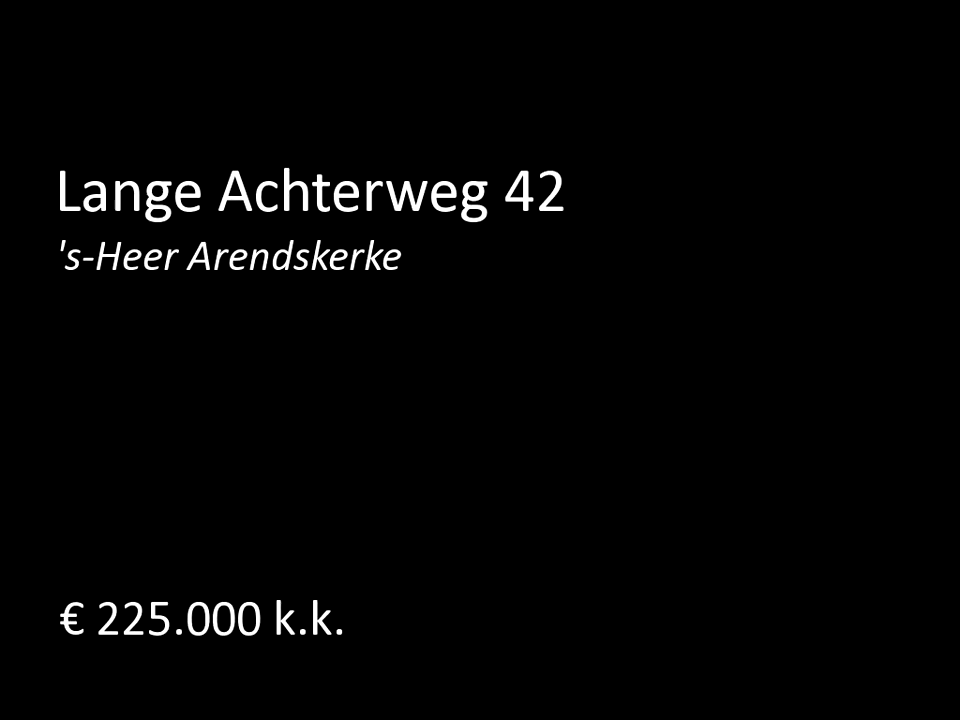 Lange Achterweg 42
's-Heer Arendskerke
€ 225.000 k.k.